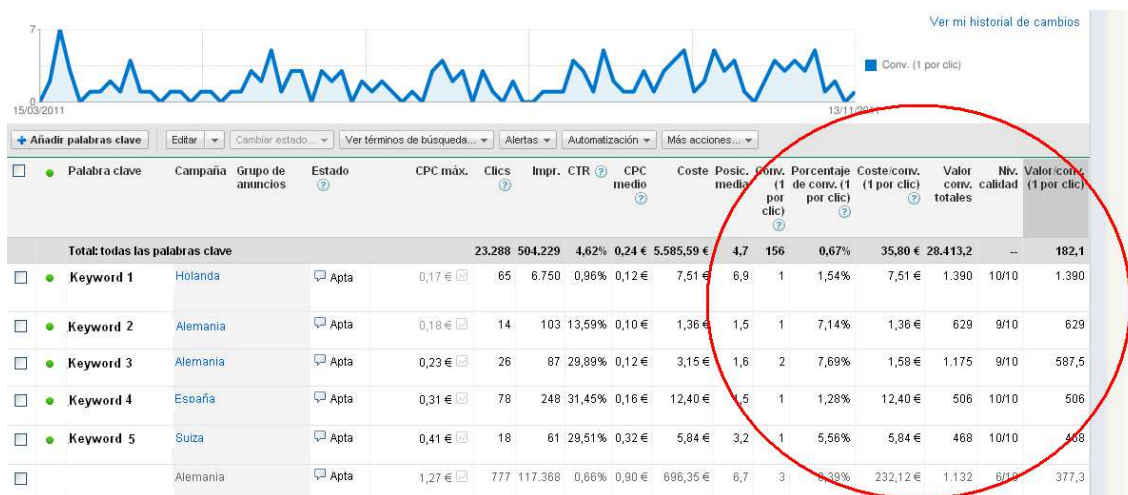 Ver mi historial de cambios
7
Conv. (1 por clic)
0
15/03/2011 13/11/2011
Añadir palabras clave Editar Cambiar estado... Ver términos de búsqueda... Alertas Automatización Más acciones...
Palabra clave Campaña Grupo de anuncios Estado ? CPC máx. Clics ? Impr. CTR ? CPC medio ? Coste Posic. media Conv. (1 por clic) ? Porcentaje de conv. (1 por clic) ? Coste/conv. (1 por clic) ? Valor conv. totales Niv. calidad Valor/conv. (1 por clic)
Total: todas las palabras clave 23.288 504.229 4,62% 0,24 € 5.585,59 € 4,7 156 0,67% 35,80 € 28.413,2 -- 182,1
Keyword 1 Holanda Apta 0,17 € 65 6.750 0,96% 0,12 € 7,51 € 6,9 1 1,54% 7,51 € 1.390 10/10 1.390
Keyword 2 Alemania Apta 0,18 € 14 103 13,59% 0,10 € 1,36 € 1,5 1 7,14% 1,36 € 629 9/10 629
Keyword 3 Alemania Apta 0,23 € 26 87 29,89% 0,12 € 3,15 € 1,6 2 7,69% 1,58 € 1.175 9/10 587,5
Keyword 4 España Apta 0,31 € 78 248 31,45% 0,16 € 12,40 € 1,5 1 1,28% 12,40 € 506 10/10 506
Keyword 5 Suiza Apta 0,41 € 18 61 29,51% 0,32 € 5,84 € 3,2 1 5,56% 5,84 € 468 10/10 468
Alemania Apta 1,27 € 777 117.368 0,66% 0,90 € 696,35 € 6,7 3 0,39% 232,12 € 1.132 6/10 377,3